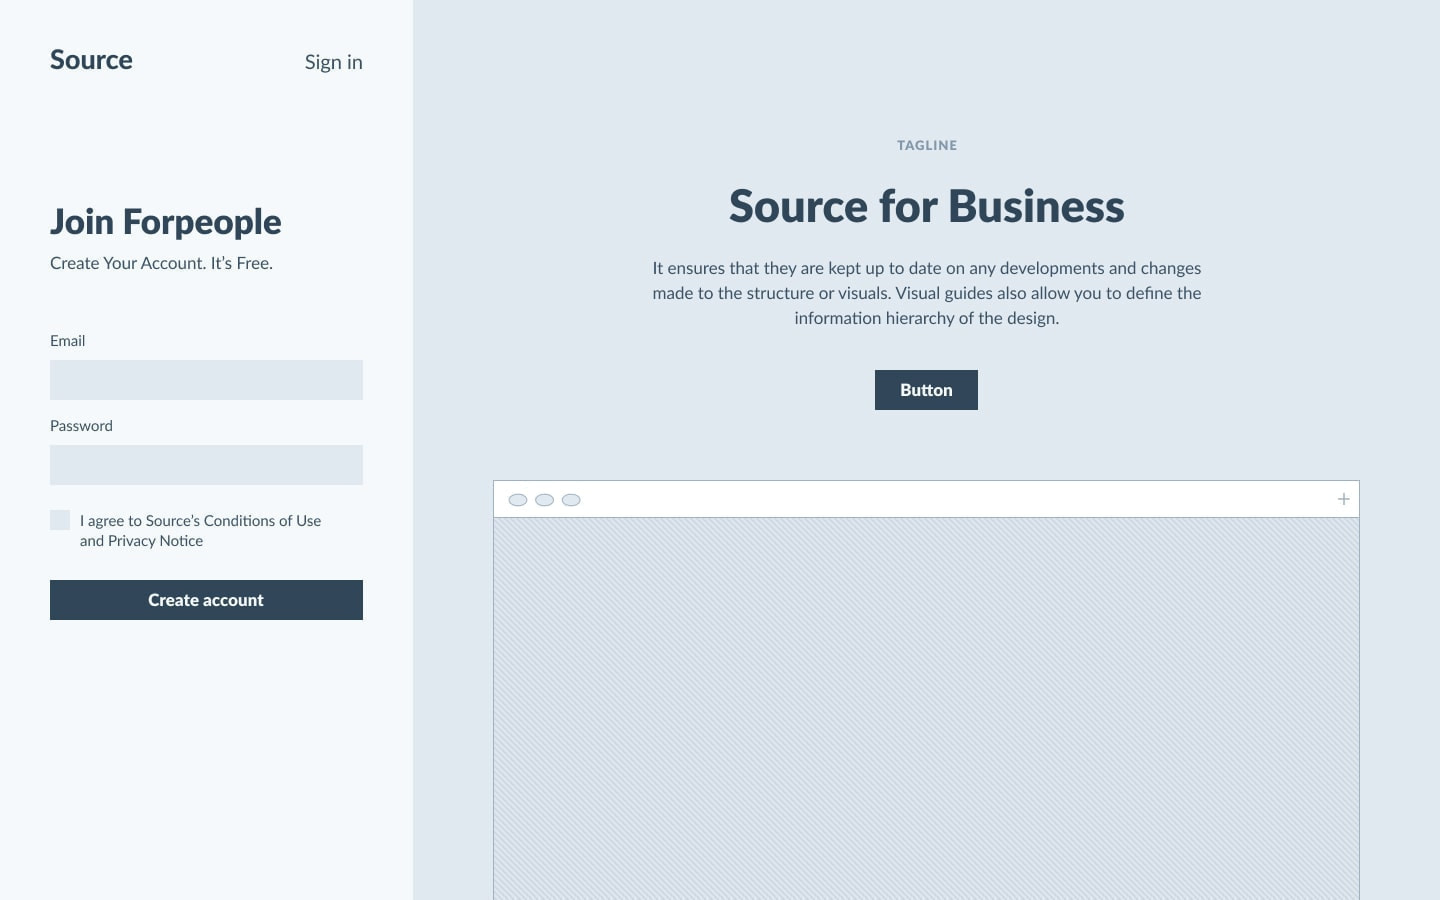 Source
Sign in
Join Forpeople
Create Your Account. It’s Free.
Email
Password
I agree to Source’s Conditions of Use
and Privacy Notice
Create account
TAGLINE
Source for Business
It ensures that they are kept up to date on any developments and changes
made to the structure or visuals. Visual guides also allow you to define the
information hierarchy of the design.
Button